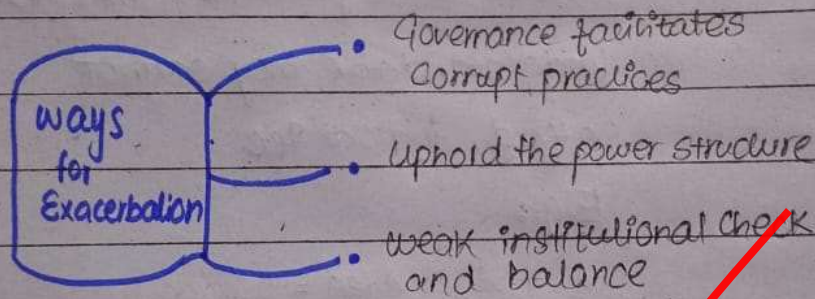 Governance facilitates
Corrupt practices
ways
for
Exacerbation
uphold the power structure
weak institutional check
and balance